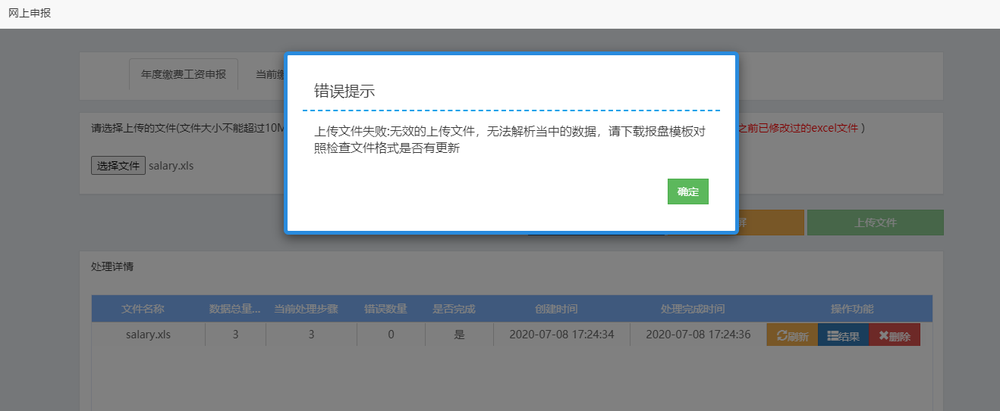 网上申报
年度缴费工资申报
当前缴
错误提示
上传文件失败:无效的上传文件，无法解析当中的数据，请下载报盘模板对
照检查文件格式是否有更新
确定
请选择上传的文件(文件大小不能超过10M
之前已修改过的excel文件 )
选择文件 salary.xls
屏
上传文件
处理详情
文件名称 数据总量... 当前处理步骤 错误数量 是否完成 创建时间 处理完成时间 操作功能
salary.xls 3 3 0 是 2020-07-08 17:24:34 2020-07-08 17:24:36 刷新 结果 删除